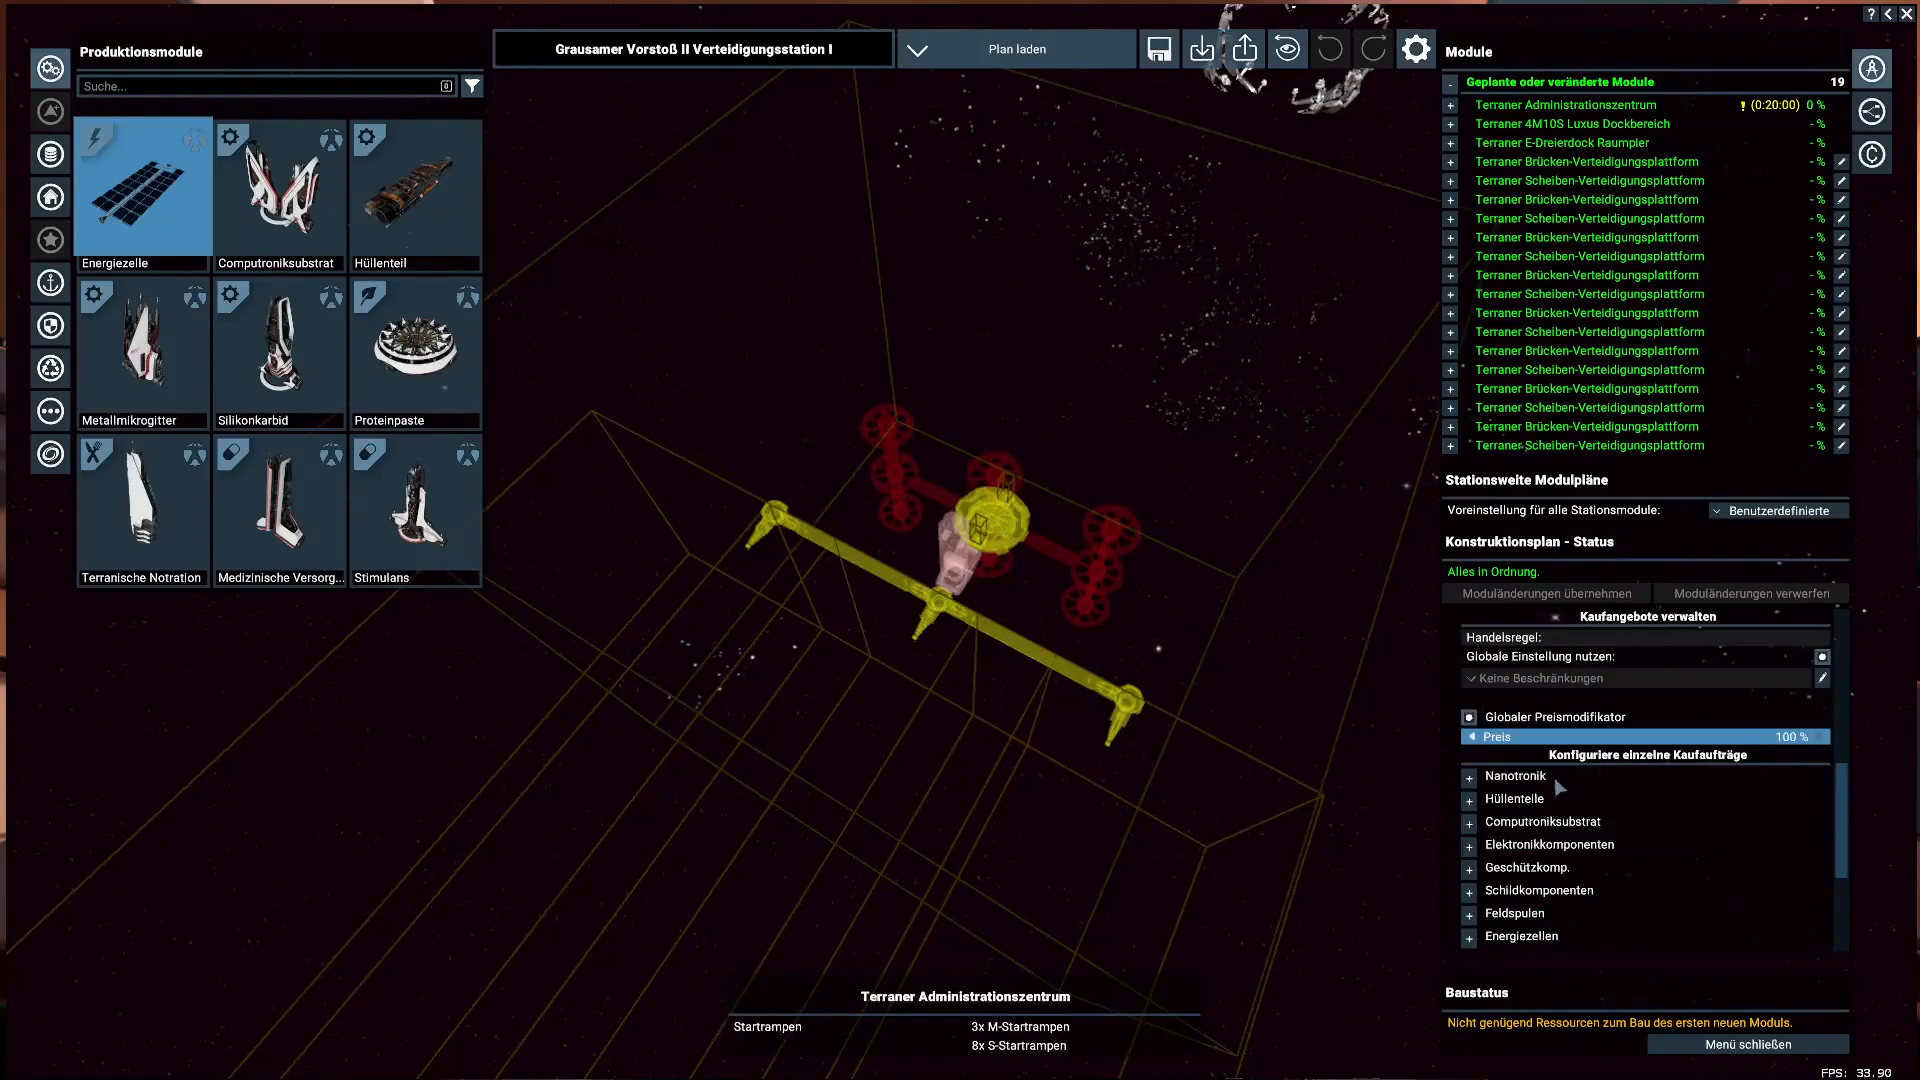 Produktionsmodule
Suche...
Energiezelle
Computroniksubstrat
Hüllenteil
Metallmikrogitter
Silikonkarbid
Proteinpaste
Terranische Notration
Medizinische Versorg...
Stimulans
Grausamer Vorstoß II Verteidigungsstation I
Plan laden
Terraner Administrationszentrum
Startrampen
3x M-Startrampen
8x S-Startrampen
?
Module
- Geplante oder veränderte Module 19
+ Terraner Administrationszentrum ! (0:20:00) 0 %
+ Terraner 4M10S Luxus Dockbereich - %
+ Terraner E-Dreierdock Raumpler - %
+ Terraner Brücken-Verteidigungsplattform - %
+ Terraner Scheiben-Verteidigungsplattform - %
+ Terraner Brücken-Verteidigungsplattform - %
+ Terraner Scheiben-Verteidigungsplattform - %
+ Terraner Brücken-Verteidigungsplattform - %
+ Terraner Scheiben-Verteidigungsplattform - %
+ Terraner Brücken-Verteidigungsplattform - %
+ Terraner Scheiben-Verteidigungsplattform - %
+ Terraner Brücken-Verteidigungsplattform - %
+ Terraner Scheiben-Verteidigungsplattform - %
+ Terraner Brücken-Verteidigungsplattform - %
+ Terraner Scheiben-Verteidigungsplattform - %
+ Terraner Brücken-Verteidigungsplattform - %
+ Terraner Scheiben-Verteidigungsplattform - %
+ Terraner Brücken-Verteidigungsplattform - %
+ Terraner Scheiben-Verteidigungsplattform - %
Stationsweite Modulpläne
Voreinstellung für alle Stationsmodule: Benutzerdefinierte
Konstruktionsplan - Status
Alles in Ordnung.
Moduländerungen übernehmen Moduländerungen verwerfen
Kaufangebote verwalten
Handelsregel:
Globale Einstellung nutzen:
Keine Beschränkungen
Globaler Preismodifikator
Preis 100 %
Konfiguriere einzelne Kaufaufträge
+ Nanotronik
+ Hüllenteile
+ Computroniksubstrat
+ Elektronikkomponenten
+ Geschützkomp.
+ Schildkomponenten
+ Feldspulen
+ Energiezellen
Baustatus
Nicht genügend Ressourcen zum Bau des ersten neuen Moduls.
Menü schließen
FPS: 33.90